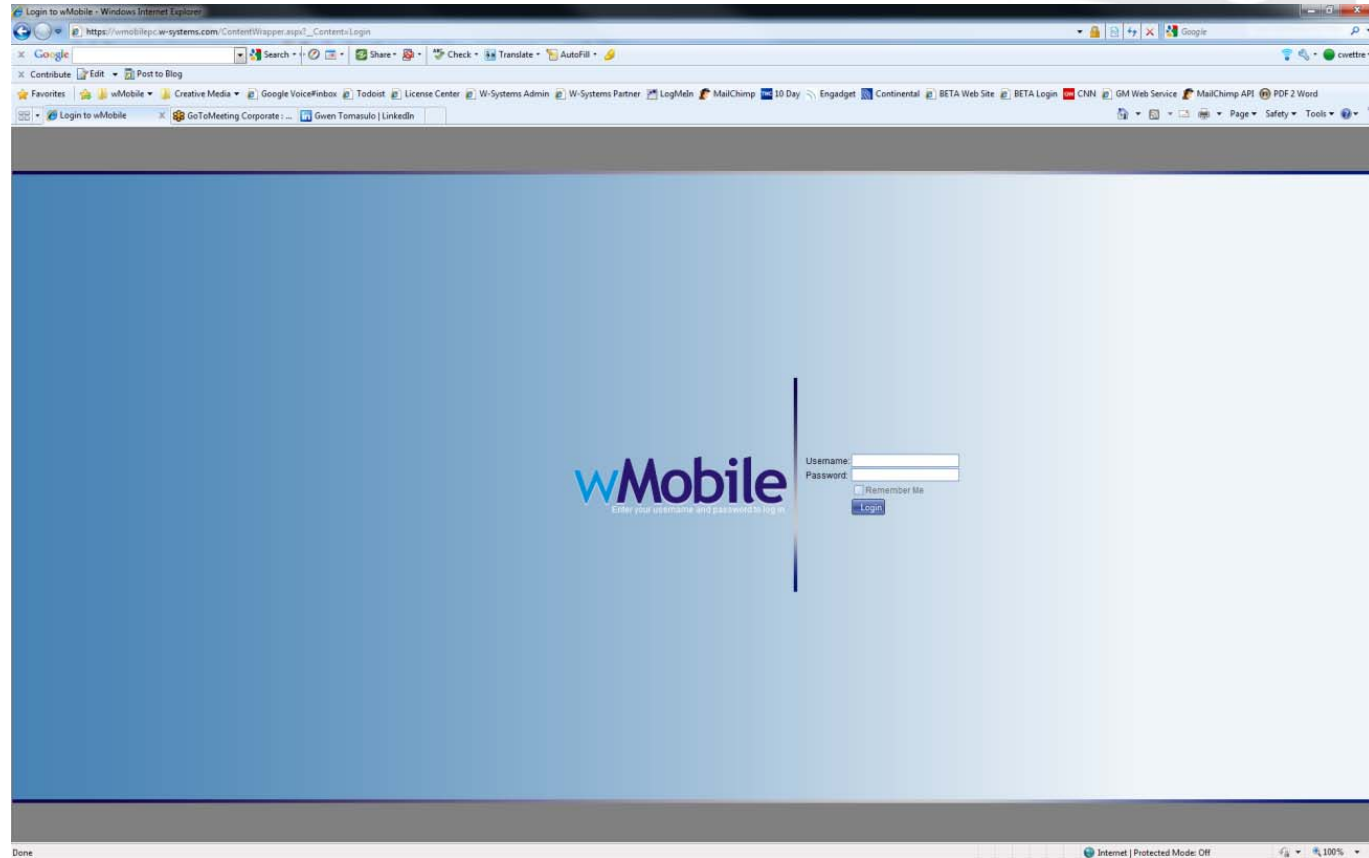 Login to wMobile - Windows Internet Explorer
https://wmobilepc.w-systems.com/ContentWrapper.aspx?_Content=Login
Google
x Google Search Share Check Translate AutoFill cwettre
x Contribute Edit Post to Blog
Favorites wMobile Creative Media Google Voice#inbox Todoist License Center W-Systems Admin W-Systems Partner LogMeIn MailChimp 10 Day Engadget Continental BETA Web Site BETA Login CNN GM Web Service MailChimp API PDF 2 Word
Login to wMobile x GoToMeeting Corporate : ... Gwen Tomasulo | LinkedIn Page Safety Tools
wMobile
Enter your username and password to log in
Username:
Password:
Remember Me
Login
Done Internet | Protected Mode: Off 100%